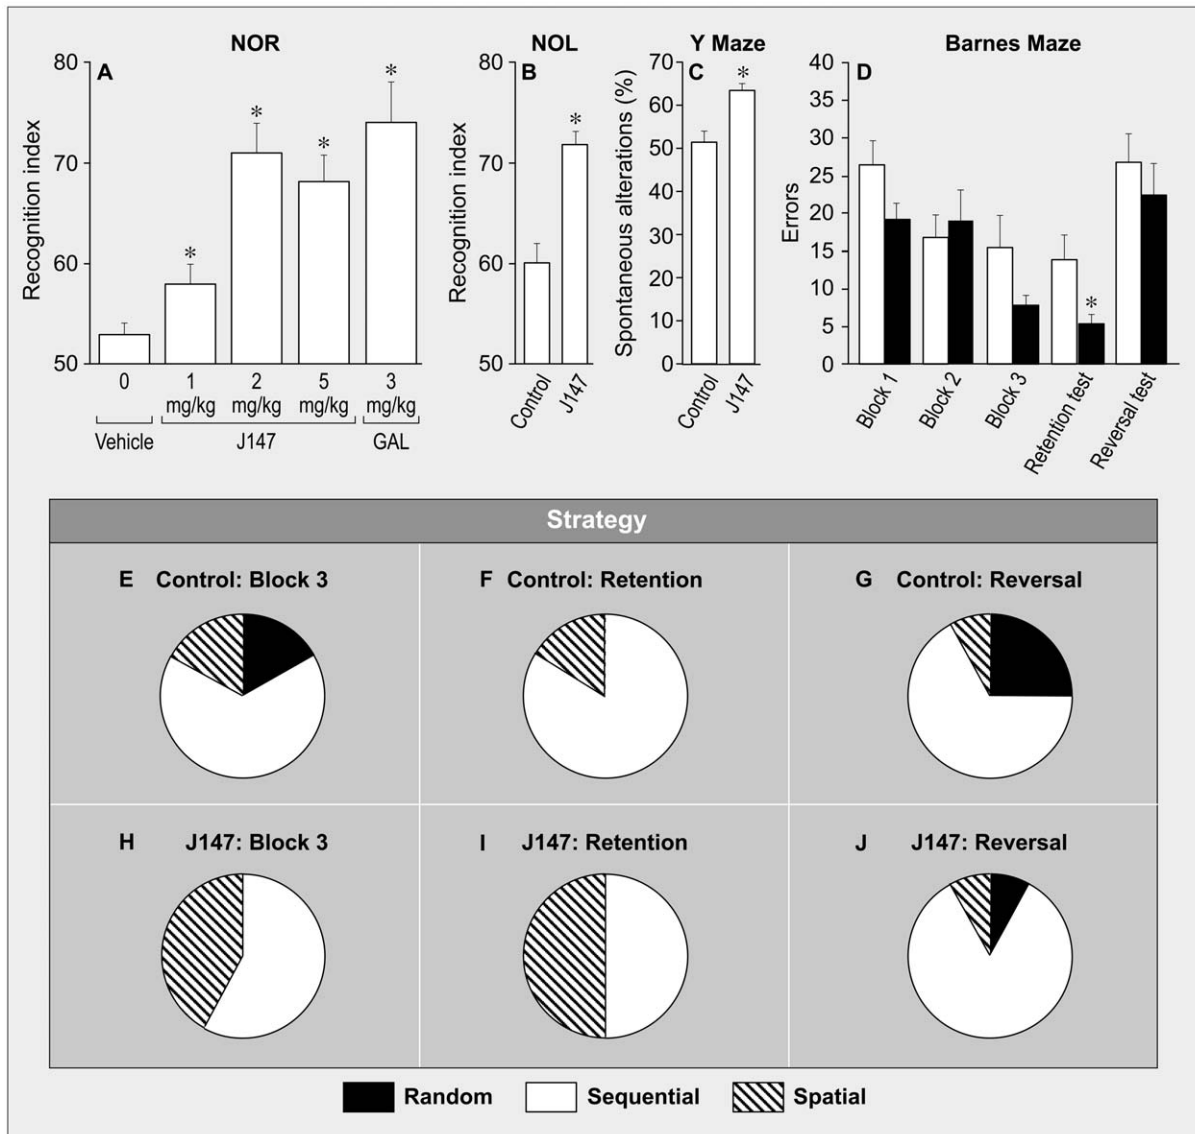 NOR
A
Recognition index
80
70
60
50
0
1
mg/kg
2
mg/kg
5
mg/kg
3
mg/kg
Vehicle
J147
GAL
*
*
*
*
NOL
B
Recognition index
80
70
60
50
Control
J147
*
Y Maze
C
Spontaneous alterations (%)
70
60
50
40
30
20
10
0
Control
J147
*
Barnes Maze
D
Errors
40
35
30
25
20
15
10
5
0
Block 1
Block 2
Block 3
Retention test
Reversal test
*
Strategy
E Control: Block 3
F Control: Retention
G Control: Reversal
H J147: Block 3
I J147: Retention
J J147: Reversal
Random
Sequential
Spatial